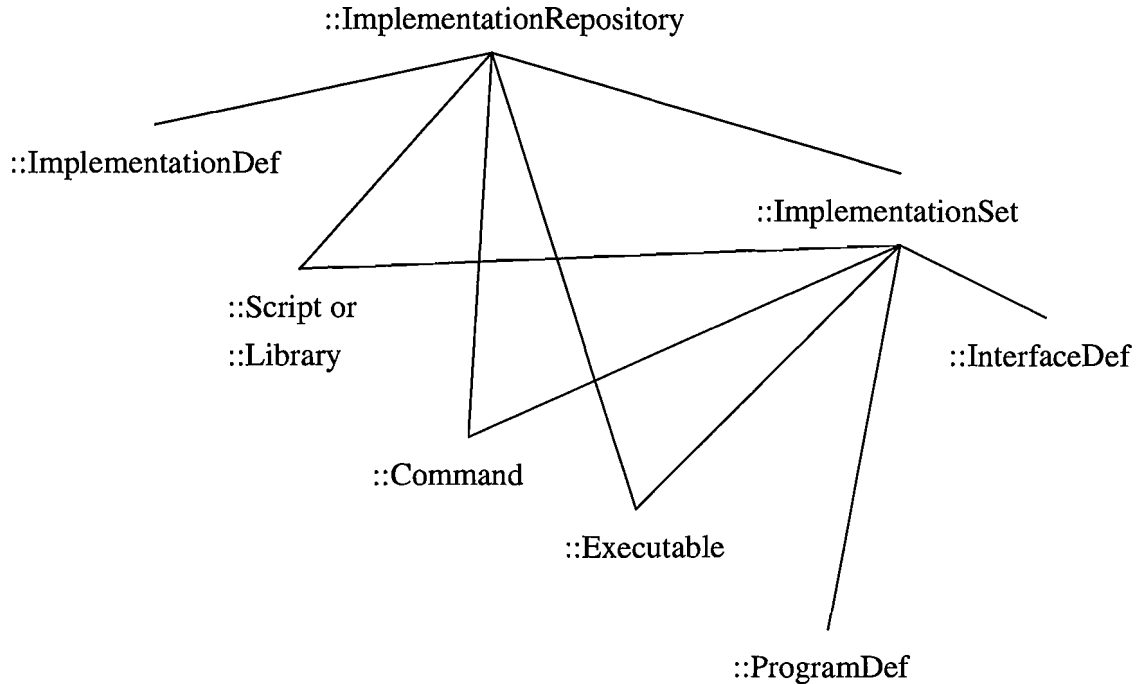 ::ImplementationRepository
::ImplementationDef
::ImplementationSet
::Script or
::Library
::InterfaceDef
::Command
::Executable
::ProgramDef